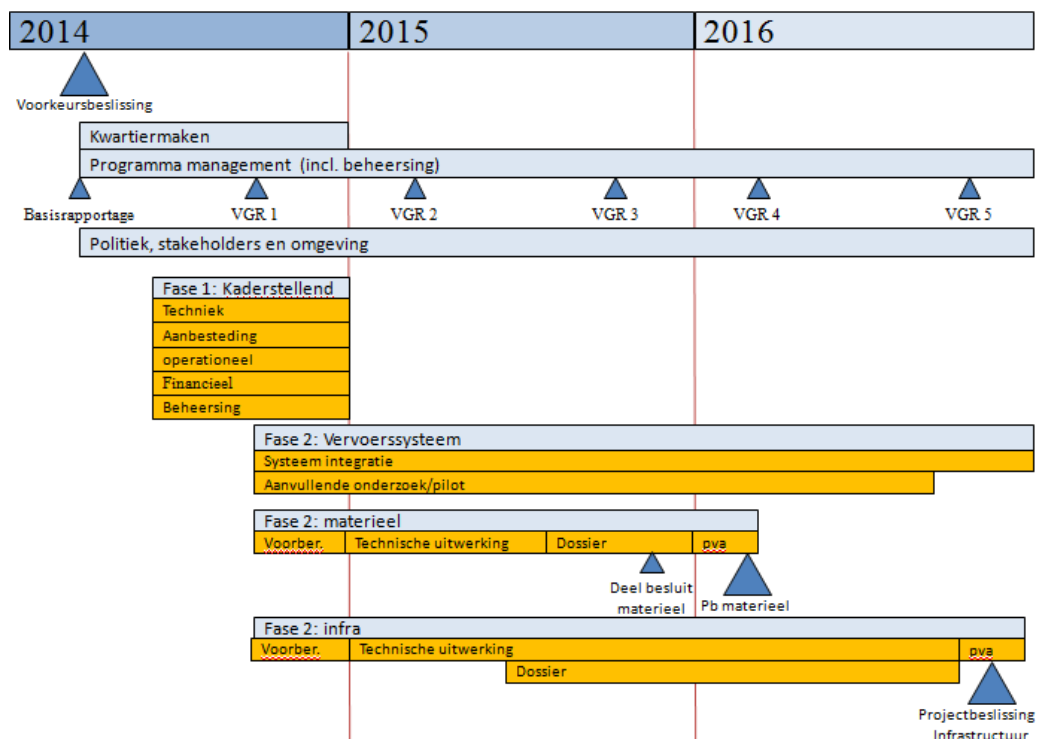 2014 2015 2016
Voorkeursbeslissing
Kwartiermaken
Programma management (incl. beheersing)
Basisrapportage VGR 1 VGR 2 VGR 3 VGR 4 VGR 5
Politiek, stakeholders en omgeving
Fase 1: Kaderstellend
Techniek
Aanbesteding
operationeel
Financieel
Beheersing
Fase 2: Vervoerssysteem
Systeem integratie
Aanvullende onderzoek/pilot
Fase 2: materieel
Voorber. Technische uitwerking Dossier pva
Deel besluit
materieel
Pb materieel
Fase 2: infra
Voorber. Technische uitwerking pva
Dossier
Projectbeslissing
Infrastructuur